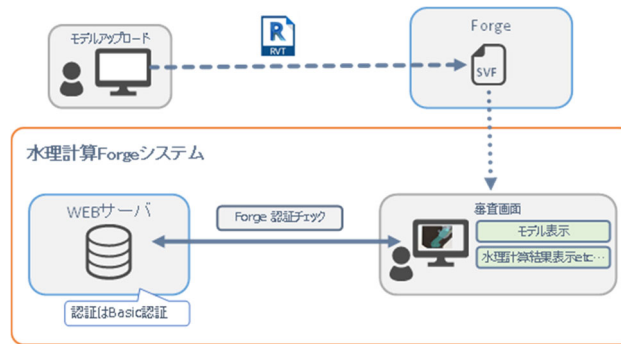 モデルアップロード
RVT
Forge
SVF
水理計算Forgeシステム
WEBサーバ
認証はBasic認証
Forge 認証チェック
審査画面
モデル表示
水理計算結果表示etc…